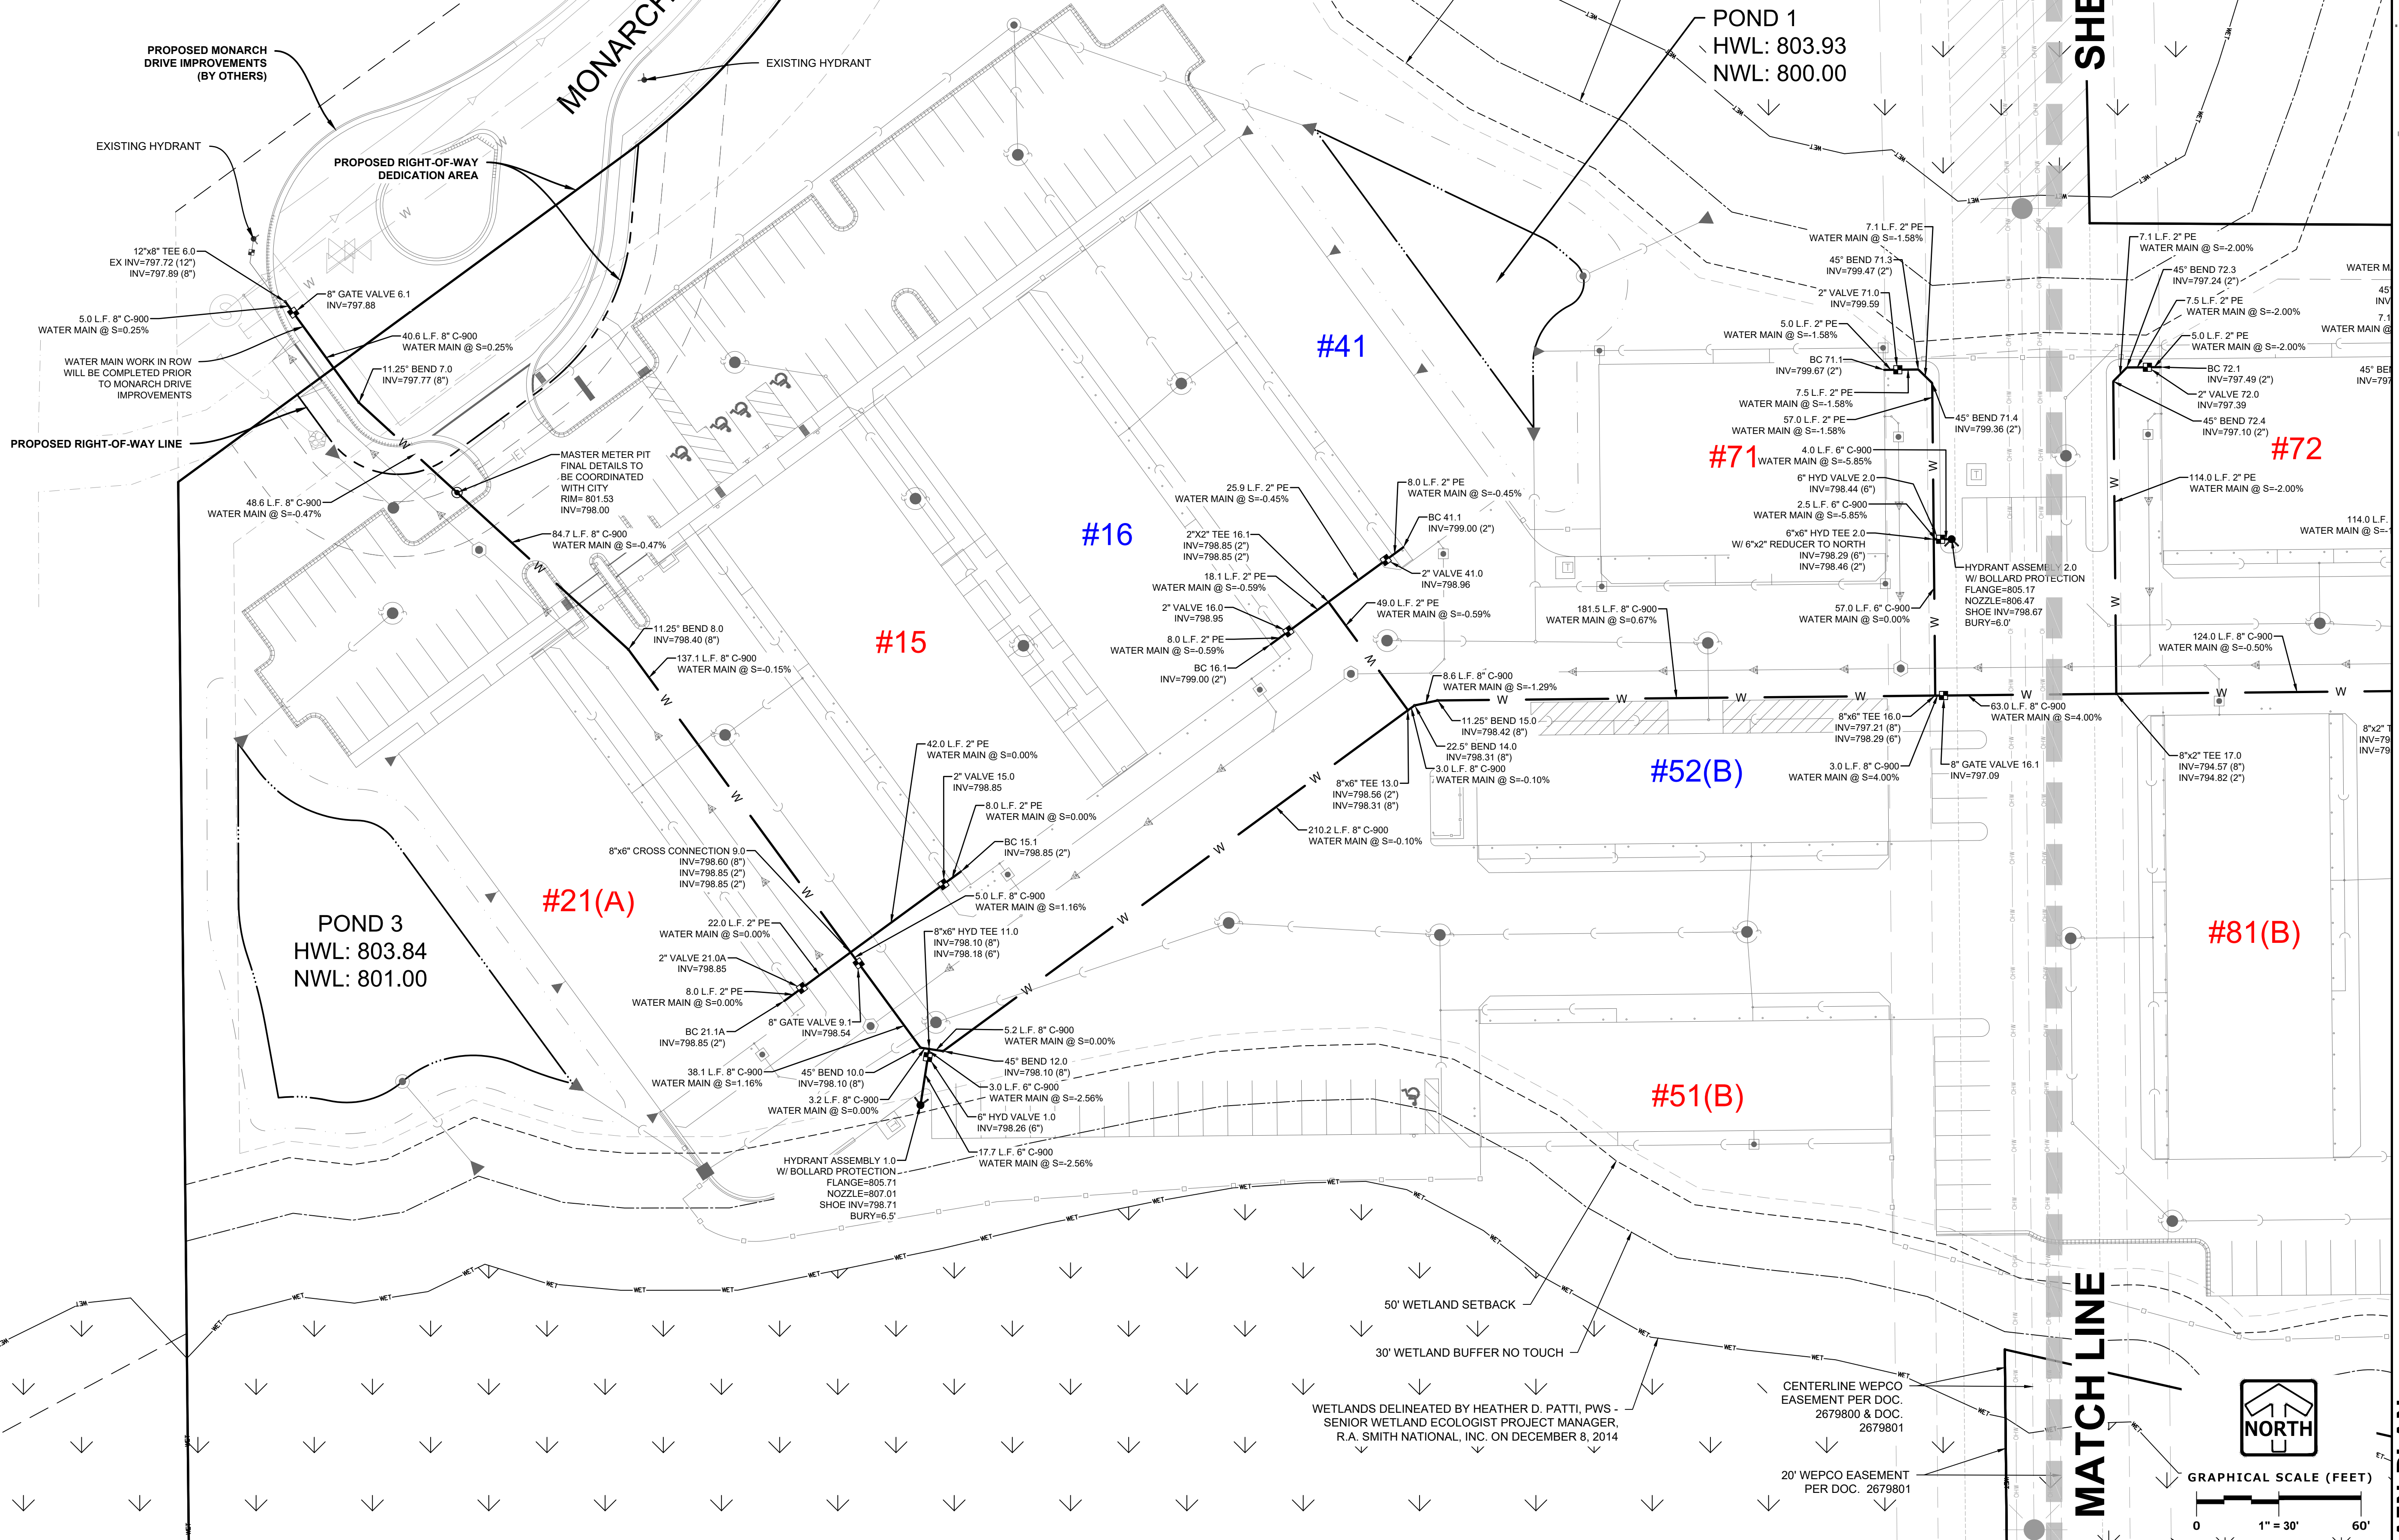 PROPOSED MONARCH
DRIVE IMPROVEMENTS
(BY OTHERS)
MONARCH
EXISTING HYDRANT
EXISTING HYDRANT
PROPOSED RIGHT-OF-WAY
DEDICATION AREA
12"x8" TEE 6.0
EX INV=797.72 (12")
INV=797.89 (8")
8" GATE VALVE 6.1
INV=797.88
5.0 L.F. 8" C-900
WATER MAIN @ S=0.25%
40.6 L.F. 8" C-900
WATER MAIN @ S=0.25%
WATER MAIN WORK IN ROW
WILL BE COMPLETED PRIOR
TO MONARCH DRIVE
IMPROVEMENTS
11.25° BEND 7.0
INV=797.77 (8")
PROPOSED RIGHT-OF-WAY LINE
MASTER METER PIT
FINAL DETAILS TO
BE COORDINATED
WITH CITY
RIM= 801.53
INV=798.00
48.6 L.F. 8" C-900
WATER MAIN @ S=-0.47%
84.7 L.F. 8" C-900
WATER MAIN @ S=-0.47%
11.25° BEND 8.0
INV=798.40 (8")
137.1 L.F. 8" C-900
WATER MAIN @ S=-0.15%
POND 1
HWL: 803.93
NWL: 800.00
SHE
#41
#16
#15
#71
#72
#52(B)
#21(A)
#81(B)
#51(B)
POND 3
HWL: 803.84
NWL: 801.00
25.9 L.F. 2" PE
WATER MAIN @ S=-0.45%
8.0 L.F. 2" PE
WATER MAIN @ S=-0.45%
BC 41.1
INV=799.00 (2")
2"X2" TEE 16.1
INV=798.85 (2")
INV=798.85 (2")
2" VALVE 41.0
INV=798.96
18.1 L.F. 2" PE
WATER MAIN @ S=-0.59%
49.0 L.F. 2" PE
WATER MAIN @ S=-0.59%
2" VALVE 16.0
INV=798.95
8.0 L.F. 2" PE
WATER MAIN @ S=-0.59%
BC 16.1
INV=799.00 (2")
8.6 L.F. 8" C-900
WATER MAIN @ S=-1.29%
11.25° BEND 15.0
INV=798.42 (8")
22.5° BEND 14.0
INV=798.31 (8")
3.0 L.F. 8" C-900
WATER MAIN @ S=-0.10%
8"x6" TEE 13.0
INV=798.56 (2")
INV=798.31 (8")
210.2 L.F. 8" C-900
WATER MAIN @ S=-0.10%
181.5 L.F. 8" C-900
WATER MAIN @ S=0.67%
7.1 L.F. 2" PE
WATER MAIN @ S=-1.58%
45° BEND 71.3
INV=799.47 (2")
2" VALVE 71.0
INV=799.59
5.0 L.F. 2" PE
WATER MAIN @ S=-1.58%
BC 71.1
INV=799.67 (2")
7.5 L.F. 2" PE
WATER MAIN @ S=-1.58%
57.0 L.F. 2" PE
WATER MAIN @ S=-1.58%
45° BEND 71.4
INV=799.36 (2")
4.0 L.F. 6" C-900
WATER MAIN @ S=-5.85%
6" HYD VALVE 2.0
INV=798.44 (6")
2.5 L.F. 6" C-900
WATER MAIN @ S=-5.85%
6"x6" HYD TEE 2.0
W/ 6"x2" REDUCER TO NORTH
INV=798.29 (6")
INV=798.46 (2")
HYDRANT ASSEMBLY 2.0
W/ BOLLARD PROTECTION
FLANGE=805.17
NOZZLE=806.47
SHOE INV=798.67
BURY=6.0'
57.0 L.F. 6" C-900
WATER MAIN @ S=0.00%
8"x6" TEE 16.0
INV=797.21 (8")
INV=798.29 (6")
63.0 L.F. 8" C-900
WATER MAIN @ S=4.00%
3.0 L.F. 8" C-900
WATER MAIN @ S=4.00%
8" GATE VALVE 16.1
INV=797.09
7.1 L.F. 2" PE
WATER MAIN @ S=-2.00%
45° BEND 72.3
INV=797.24 (2")
7.5 L.F. 2" PE
WATER MAIN @ S=-2.00%
5.0 L.F. 2" PE
WATER MAIN @ S=-2.00%
BC 72.1
INV=797.49 (2")
2" VALVE 72.0
INV=797.39
45° BEND 72.4
INV=797.10 (2")
114.0 L.F. 2" PE
WATER MAIN @ S=-2.00%
124.0 L.F. 8" C-900
WATER MAIN @ S=-0.50%
8"x2" TEE 17.0
INV=794.57 (8")
INV=794.82 (2")
WATER M
45°
INV
7.1
WATER MAIN @
45° BE
INV=797
114.0 L.F.
WATER MAIN @ S=-
8"x2" T
INV=79
INV=79
42.0 L.F. 2" PE
WATER MAIN @ S=0.00%
2" VALVE 15.0
INV=798.85
8.0 L.F. 2" PE
WATER MAIN @ S=0.00%
BC 15.1
INV=798.85 (2")
8"x6" CROSS CONNECTION 9.0
INV=798.60 (8")
INV=798.85 (2")
INV=798.85 (2")
5.0 L.F. 8" C-900
WATER MAIN @ S=1.16%
22.0 L.F. 2" PE
WATER MAIN @ S=0.00%
8"x6" HYD TEE 11.0
INV=798.10 (8")
INV=798.18 (6")
2" VALVE 21.0A
INV=798.85
8.0 L.F. 2" PE
WATER MAIN @ S=0.00%
BC 21.1A
INV=798.85 (2")
8" GATE VALVE 9.1
INV=798.54
5.2 L.F. 8" C-900
WATER MAIN @ S=0.00%
38.1 L.F. 8" C-900
WATER MAIN @ S=1.16%
45° BEND 10.0
INV=798.10 (8")
45° BEND 12.0
INV=798.10 (8")
3.2 L.F. 8" C-900
WATER MAIN @ S=0.00%
3.0 L.F. 6" C-900
WATER MAIN @ S=-2.56%
6" HYD VALVE 1.0
INV=798.26 (6")
17.7 L.F. 6" C-900
WATER MAIN @ S=-2.56%
HYDRANT ASSEMBLY 1.0
W/ BOLLARD PROTECTION
FLANGE=805.71
NOZZLE=807.01
SHOE INV=798.71
BURY=6.5'
50' WETLAND SETBACK
30' WETLAND BUFFER NO TOUCH
WETLANDS DELINEATED BY HEATHER D. PATTI, PWS -
SENIOR WETLAND ECOLOGIST PROJECT MANAGER,
R.A. SMITH NATIONAL, INC. ON DECEMBER 8, 2014
CENTERLINE WEPCO
EASEMENT PER DOC.
2679800 & DOC.
2679801
20' WEPCO EASEMENT
PER DOC. 2679801
MATCH LINE
NORTH
GRAPHICAL SCALE (FEET)
0 1" = 30' 60'